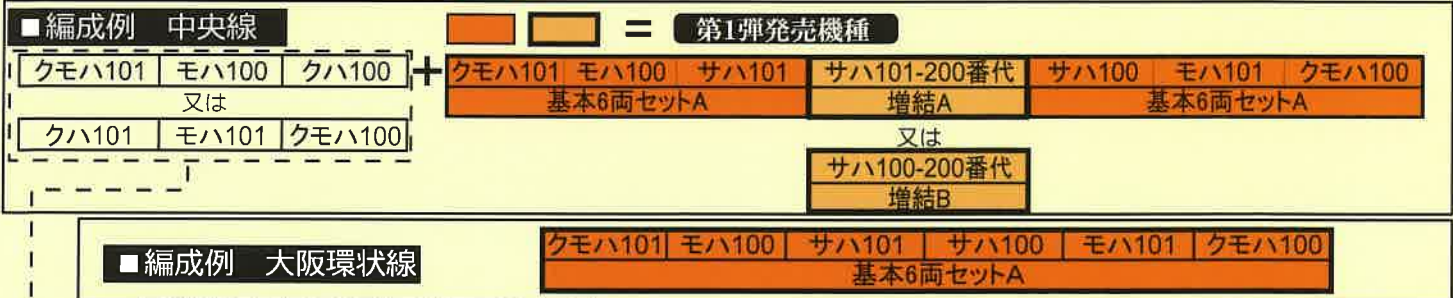 ■編成例　中央線
＝ 第1弾発売機種
クモハ101 モハ100 クハ100 + クモハ101 モハ100 サハ101 サハ101-200番代 サハ100 モハ101 クモハ100
基本6両セットA 増結A 基本6両セットA
又は
クハ101 モハ101 クモハ100
又は
サハ100-200番代
増結B
■編成例　大阪環状線
クモハ101 モハ100 サハ101 サハ100 モハ101 クモハ100
基本6両セットA